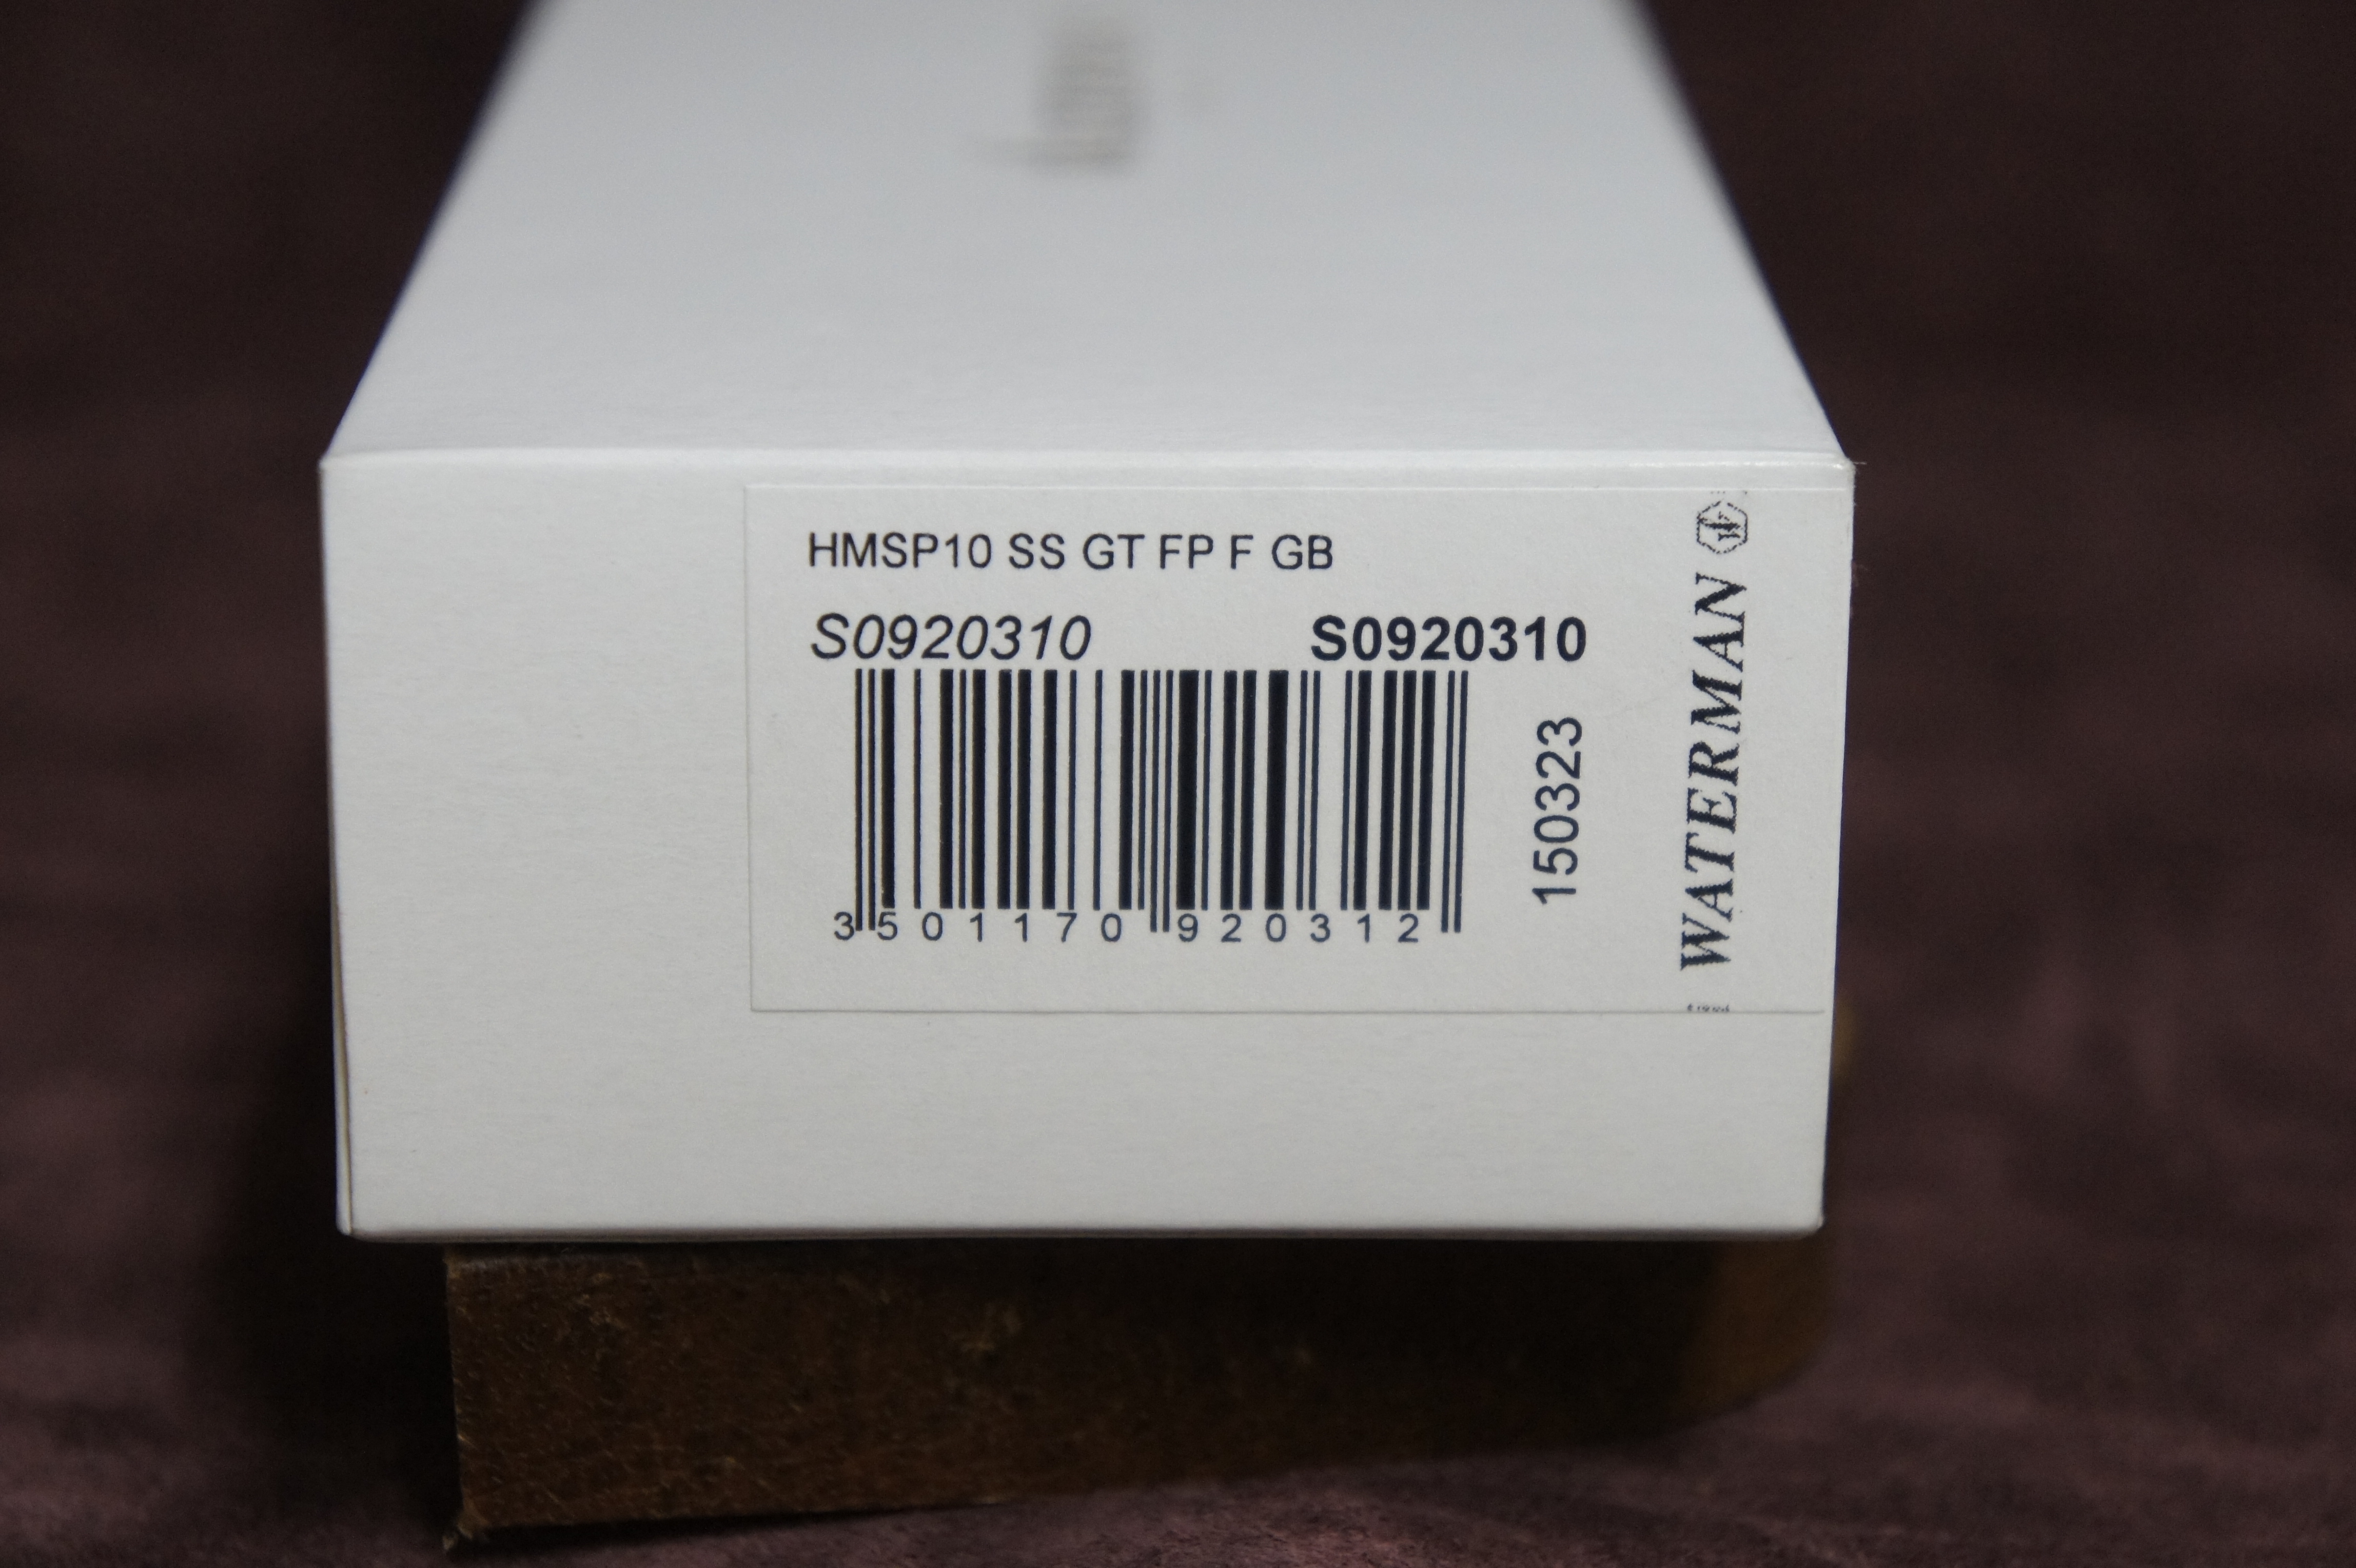 HMSP10 SS GT FP F GB
S0920310 S0920310
3 501170 920312
150323
WATERMAN